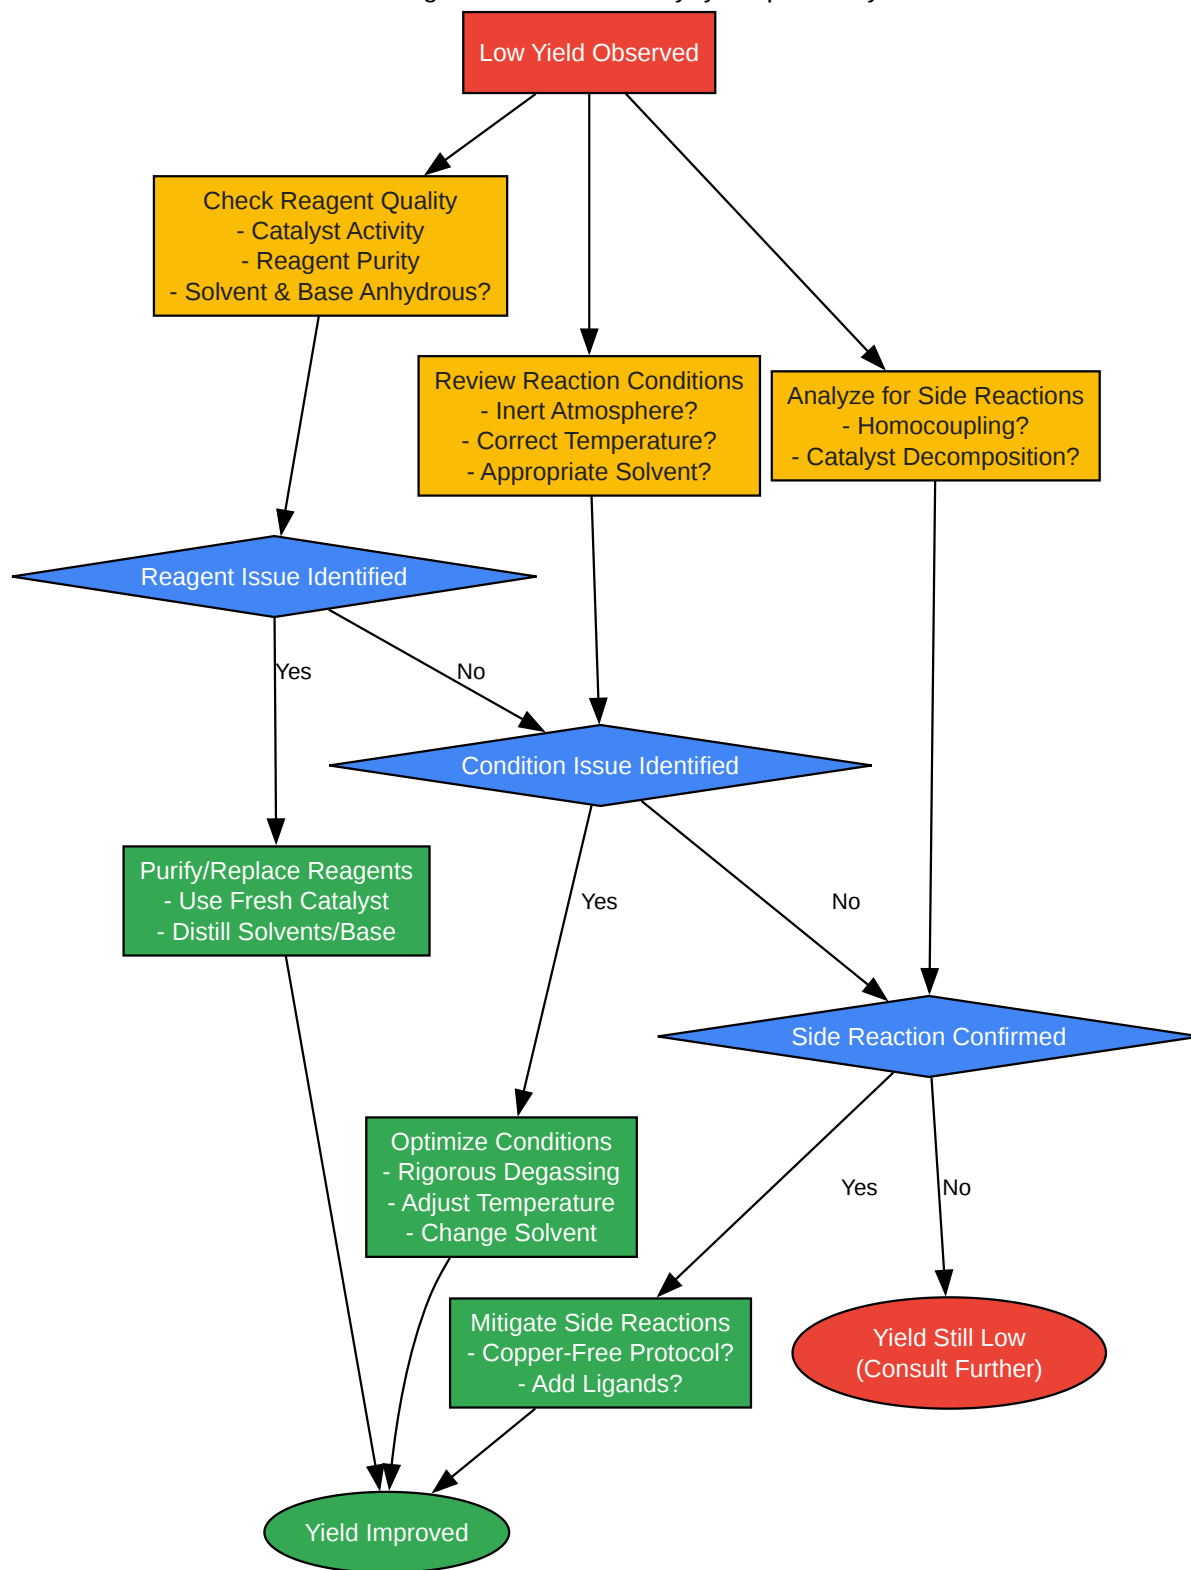 Low Yield Observed
Check Reagent Quality
- Catalyst Activity
- Reagent Purity
- Solvent & Base Anhydrous?
Review Reaction Conditions
- Inert Atmosphere?
- Correct Temperature?
- Appropriate Solvent?
Analyze for Side Reactions
- Homocoupling?
- Catalyst Decomposition?
Reagent Issue Identified
Yes
No
Condition Issue Identified
Purify/Replace Reagents
- Use Fresh Catalyst
- Distill Solvents/Base
Yes
No
Side Reaction Confirmed
Optimize Conditions
- Rigorous Degassing
- Adjust Temperature
- Change Solvent
Yes
No
Mitigate Side Reactions
- Copper-Free Protocol?
- Add Ligands?
Yield Still Low
(Consult Further)
Yield Improved